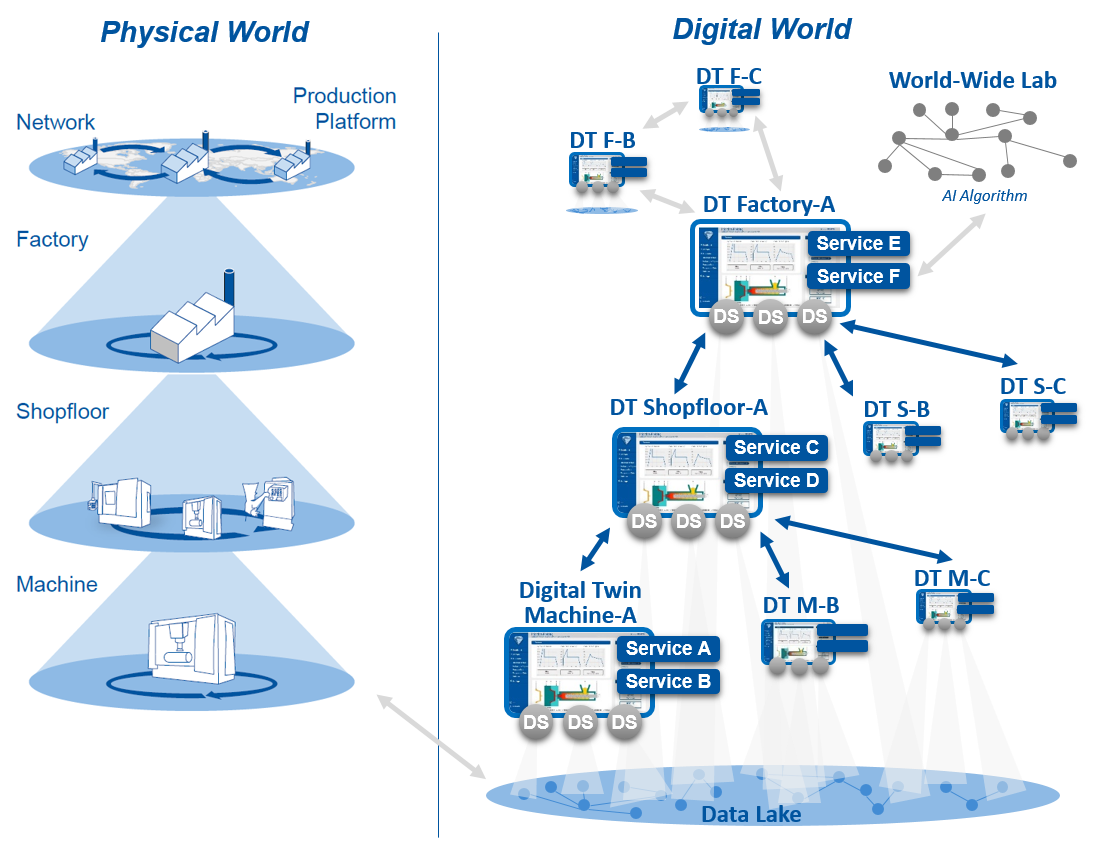 Physical World
Network
Production
Platform
Factory
Shopfloor
Machine
Digital World
DT F-C
DT F-B
World-Wide Lab
AI Algorithm
DT Factory-A
Service E
Service F
DS
DS
DS
DT S-C
DT Shopfloor-A
DT S-B
Service C
Service D
DS
DS
DS
DT M-C
Digital Twin
Machine-A
DT M-B
Service A
Service B
DS
DS
DS
Data Lake